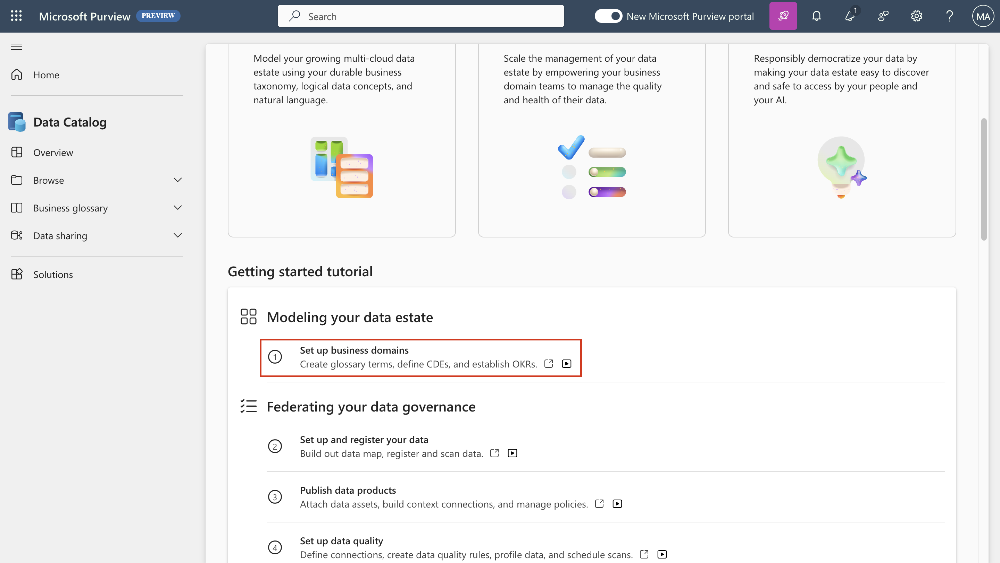 Microsoft Purview PREVIEW
Search
New Microsoft Purview portal
1
MA
Home
Data Catalog
Overview
Browse
Business glossary
Data sharing
Solutions
Model your growing multi-cloud data
estate using your durable business
taxonomy, logical data concepts, and
natural language.
Scale the management of your data
estate by empowering your business
domain teams to manage the quality
and health of their data.
Responsibly democratize your data by
making your data estate easy to discover
and safe to access by your people and
your AI.
Getting started tutorial
Modeling your data estate
1
Set up business domains
Create glossary terms, define CDEs, and establish OKRs.
Federating your data governance
2
Set up and register your data
Build out data map, register and scan data.
3
Publish data products
Attach data assets, build context connections, and manage policies.
4
Set up data quality
Define connections, create data quality rules, profile data, and schedule scans.